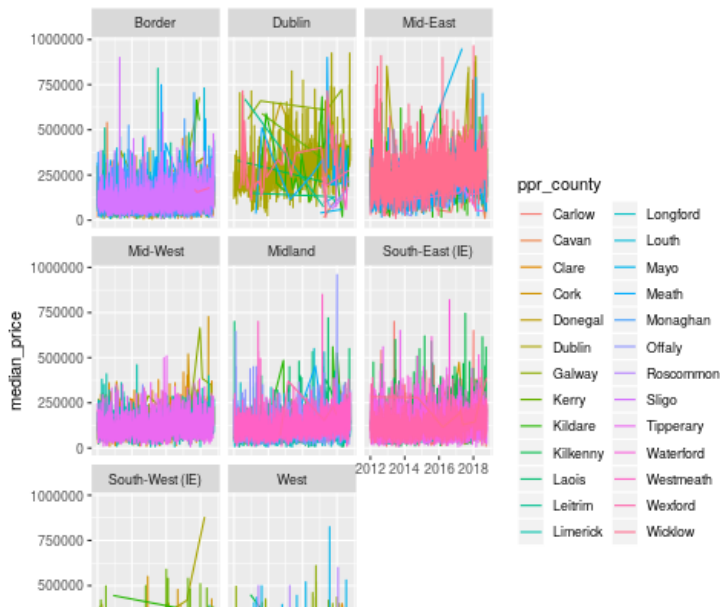 Border Dublin Mid-East
1000000
750000
500000
250000
0
Mid-West Midland South-East (IE)
1000000
750000
500000
250000
0
2012 2014 2016 2018
South-West (IE) West
1000000
750000
500000
median_price
ppr_county
Carlow Longford
Cavan Louth
Clare Mayo
Cork Meath
Donegal Monaghan
Dublin Offaly
Galway Roscommon
Kerry Sligo
Kildare Tipperary
Kilkenny Waterford
Laois Westmeath
Leitrim Wexford
Limerick Wicklow